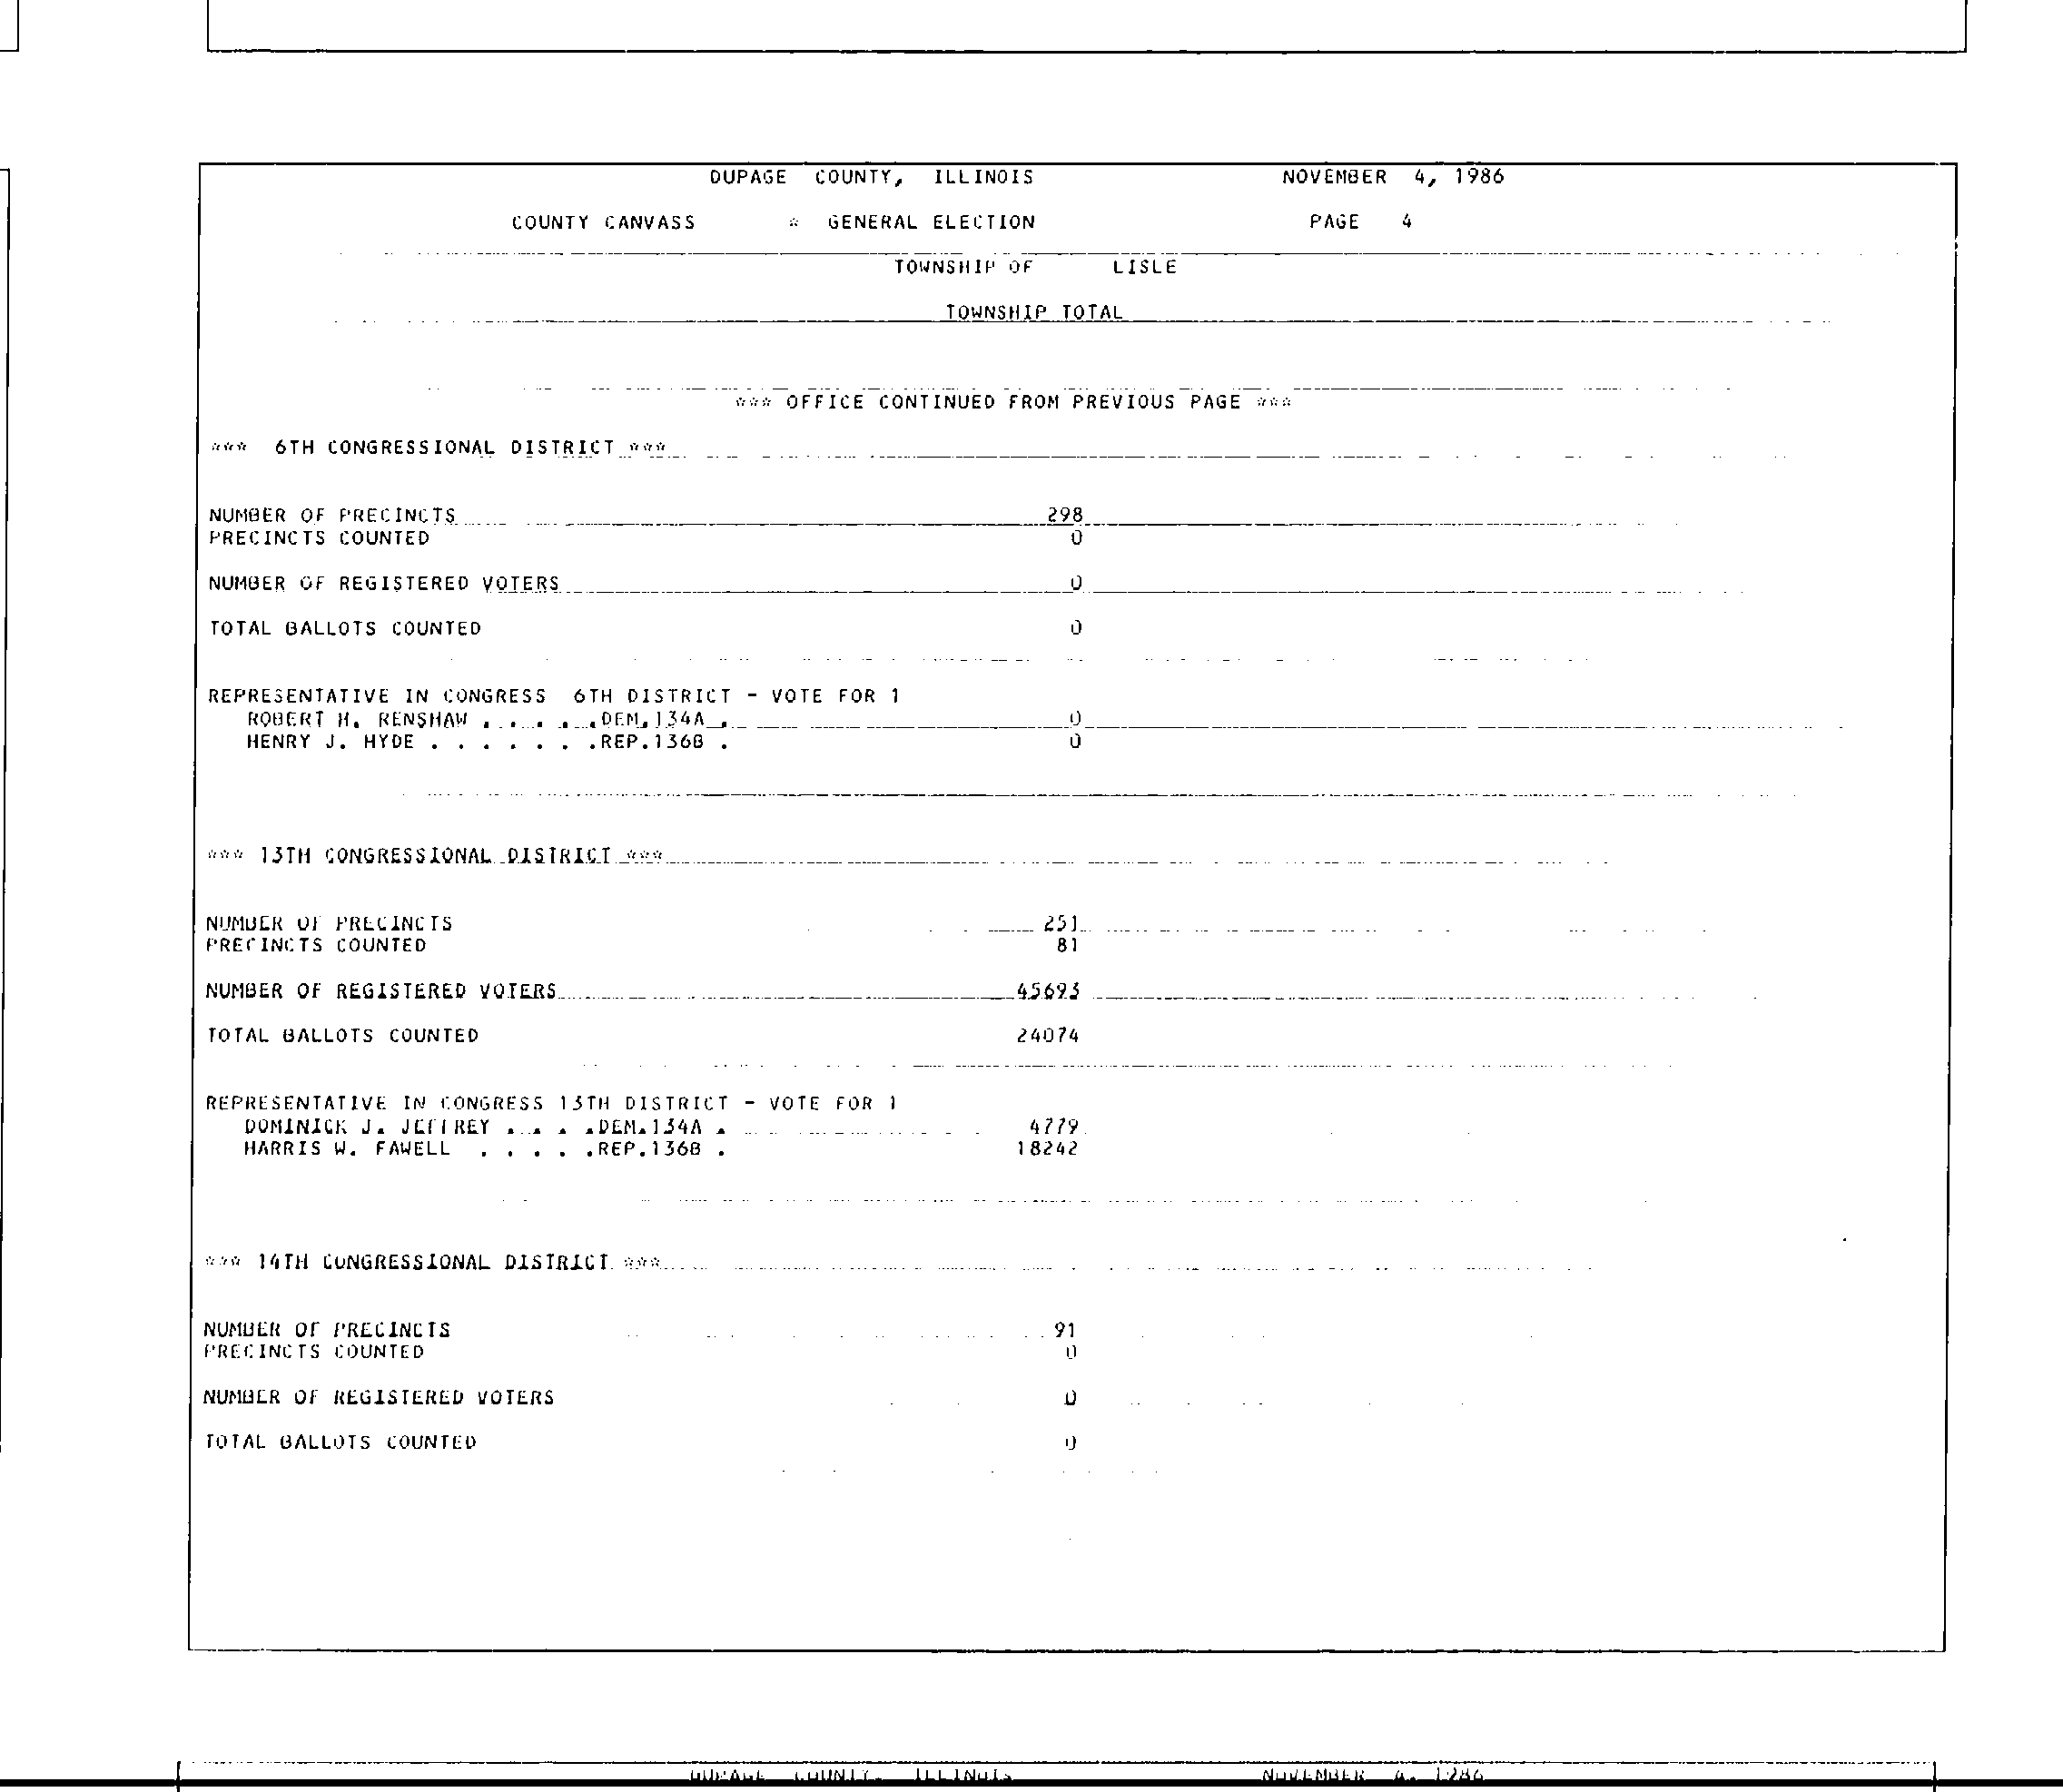 DUPAGE COUNTY, ILLINOIS NOVEMBER 4, 1986
COUNTY CANVASS * GENERAL ELECTION PAGE 4
TOWNSHIP OF LISLE
TOWNSHIP TOTAL
*** OFFICE CONTINUED FROM PREVIOUS PAGE ***
*** 6TH CONGRESSIONAL DISTRICT ***
NUMBER OF PRECINCTS 298
PRECINCTS COUNTED 0
NUMBER OF REGISTERED VOTERS 0
TOTAL BALLOTS COUNTED 0
REPRESENTATIVE IN CONGRESS 6TH DISTRICT - VOTE FOR 1
ROBERT H. RENSHAW . . . . . .DEM.134A . 0
HENRY J. HYDE . . . . . . .REP.136B . 0
*** 13TH CONGRESSIONAL DISTRICT ***
NUMBER OF PRECINCTS 251
PRECINCTS COUNTED 81
NUMBER OF REGISTERED VOTERS 45693
TOTAL BALLOTS COUNTED 24074
REPRESENTATIVE IN CONGRESS 13TH DISTRICT - VOTE FOR 1
DOMINICK J. JEFFREY . . . .DEM.134A . 4779
HARRIS W. FAWELL . . . . .REP.136B . 18242
*** 14TH CONGRESSIONAL DISTRICT ***
NUMBER OF PRECINCTS 91
PRECINCTS COUNTED 0
NUMBER OF REGISTERED VOTERS 0
TOTAL BALLOTS COUNTED 0
DUPAGE COUNTY, ILLINOIS NOVEMBER 4, 1986